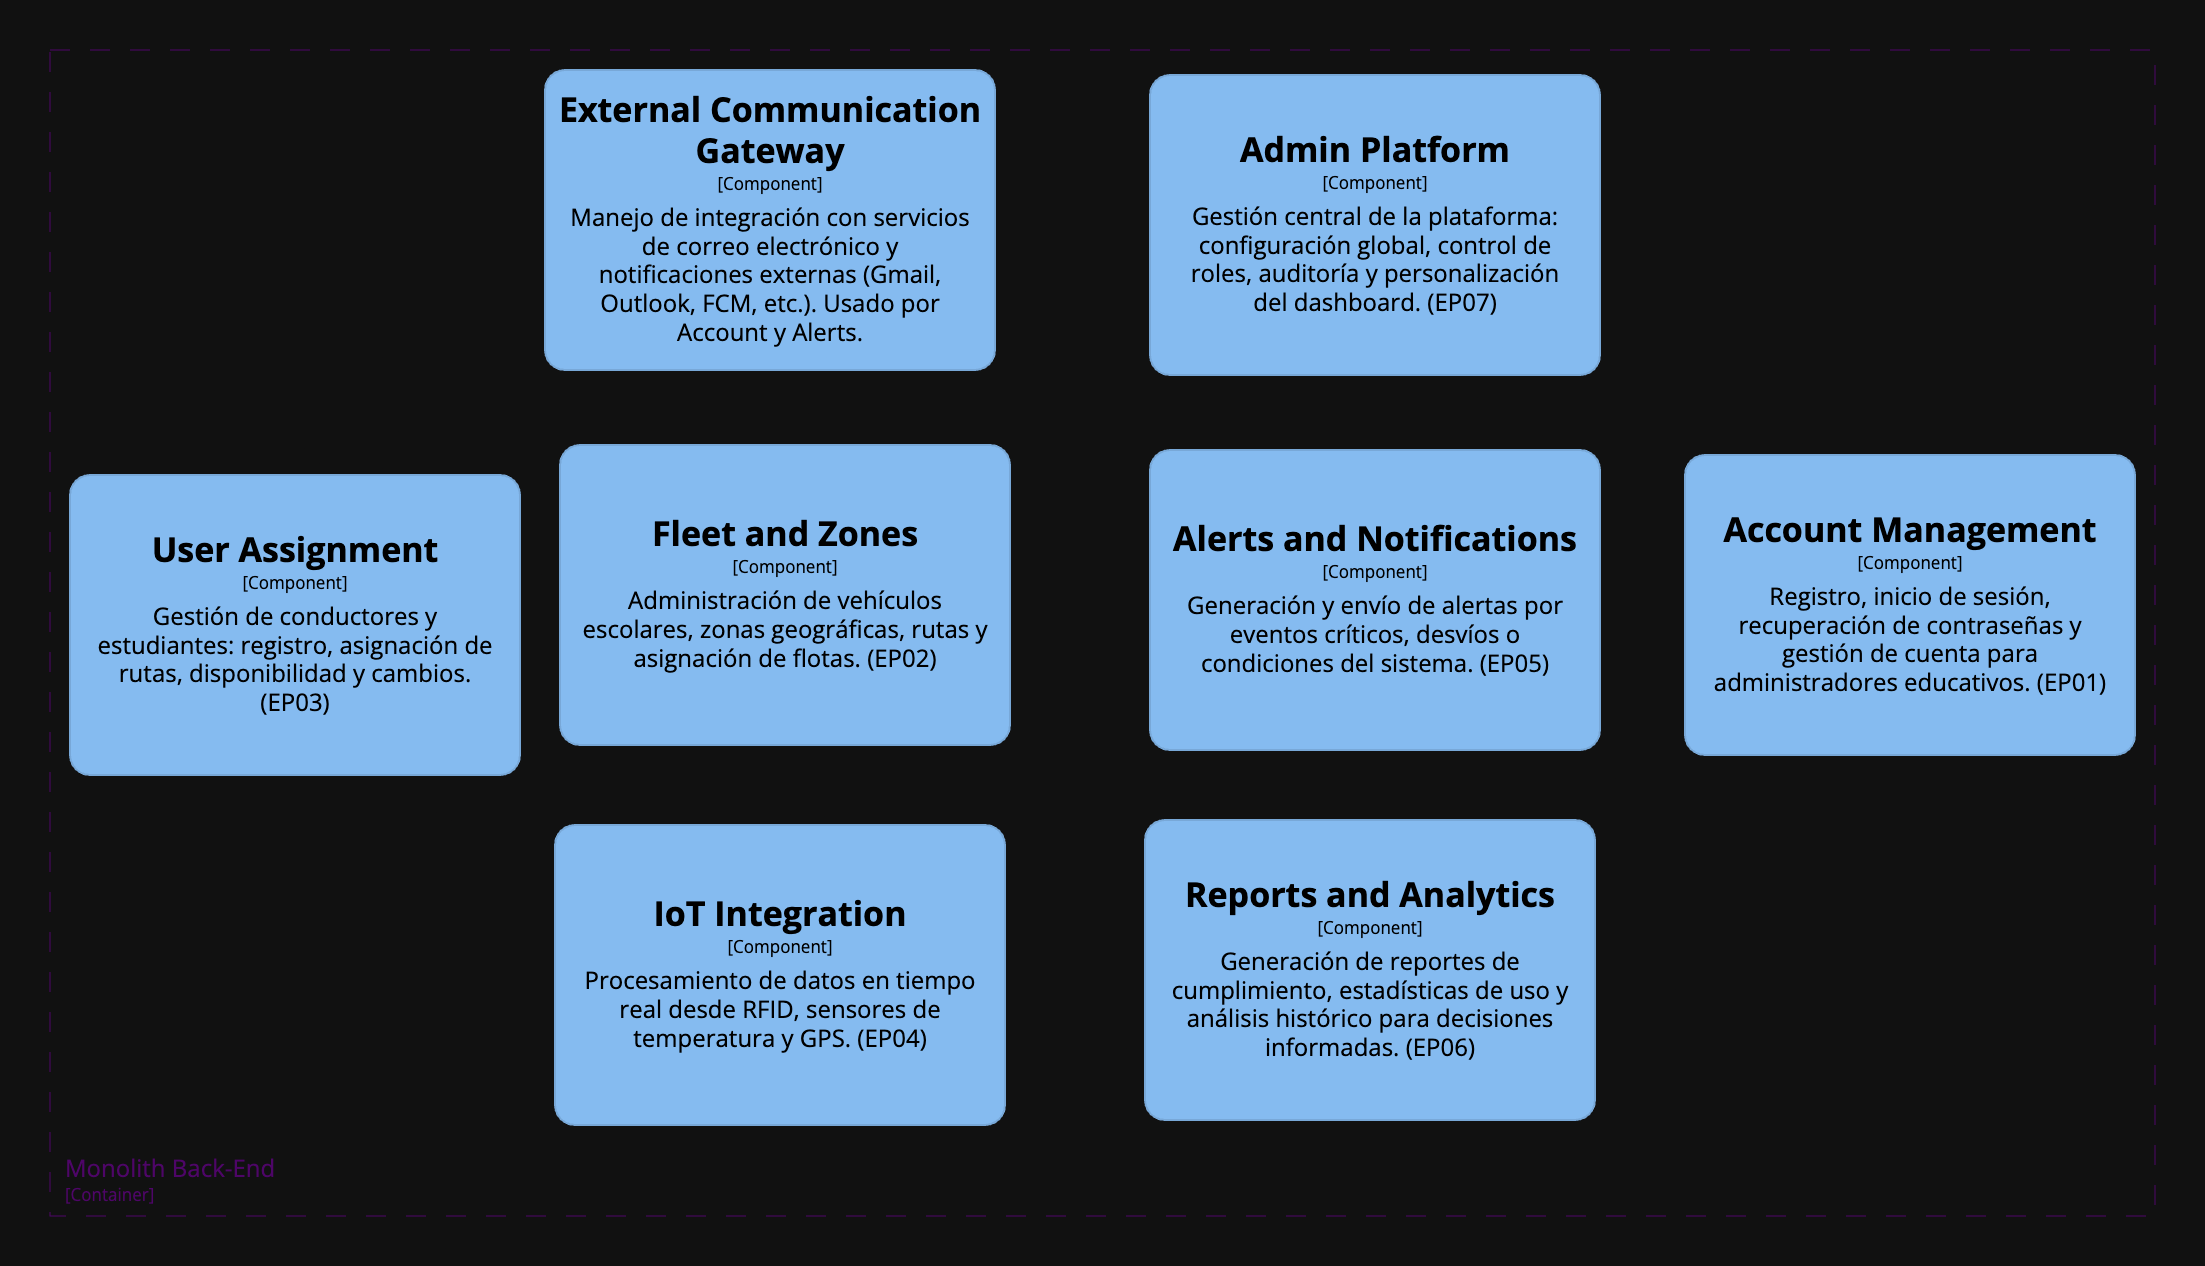 External Communication
Gateway
[Component]
Manejo de integración con servicios
de correo electrónico y
notificaciones externas (Gmail,
Outlook, FCM, etc.). Usado por
Account y Alerts.
Admin Platform
[Component]
Gestión central de la plataforma:
configuración global, control de
roles, auditoría y personalización
del dashboard. (EP07)
User Assignment
[Component]
Gestión de conductores y
estudiantes: registro, asignación de
rutas, disponibilidad y cambios.
(EP03)
Fleet and Zones
[Component]
Administración de vehículos
escolares, zonas geográficas, rutas y
asignación de flotas. (EP02)
Alerts and Notifications
[Component]
Generación y envío de alertas por
eventos críticos, desvíos o
condiciones del sistema. (EP05)
Account Management
[Component]
Registro, inicio de sesión,
recuperación de contraseñas y
gestión de cuenta para
administradores educativos. (EP01)
IoT Integration
[Component]
Procesamiento de datos en tiempo
real desde RFID, sensores de
temperatura y GPS. (EP04)
Reports and Analytics
[Component]
Generación de reportes de
cumplimiento, estadísticas de uso y
análisis histórico para decisiones
informadas. (EP06)
Monolith Back-End
[Container]